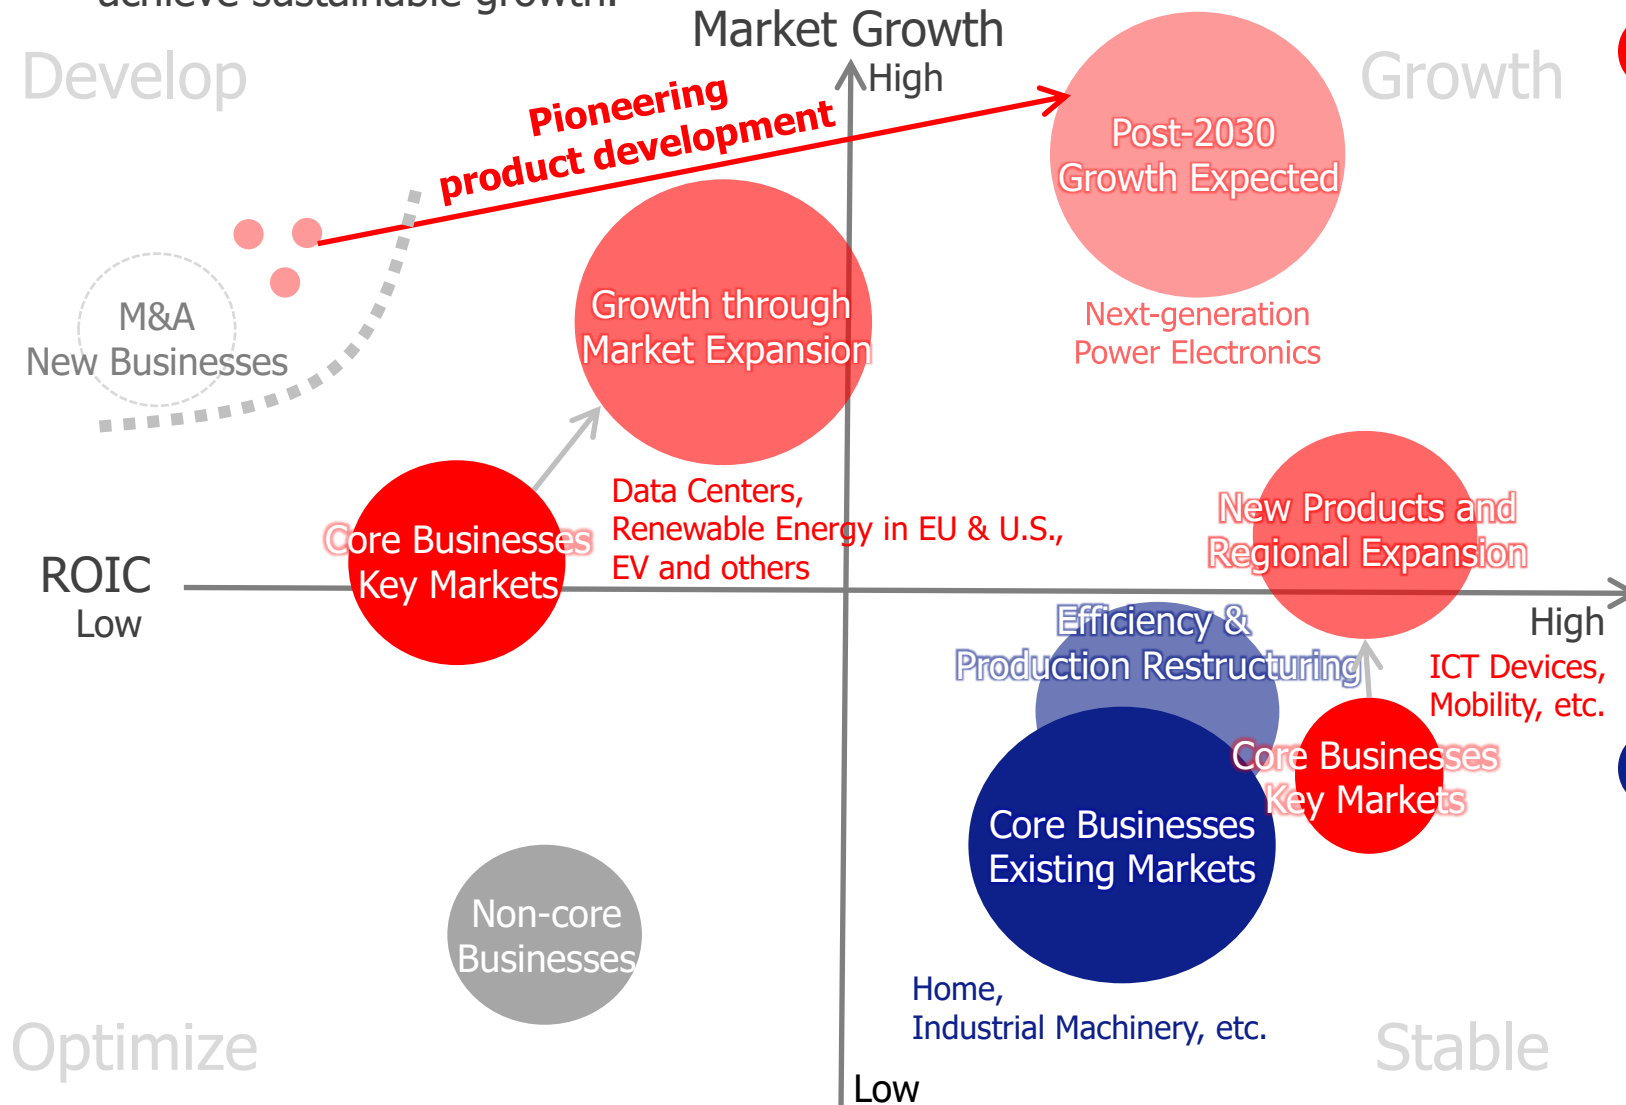 achieve sustainable growth.
Market Growth
High
Develop
Growth
Pioneering
product development
Post-2030
Growth Expected
Next-generation
Power Electronics
M&A
New Businesses
Growth through
Market Expansion
Data Centers,
Renewable Energy in EU & U.S.,
EV and others
Core Businesses
Key Markets
New Products and
Regional Expansion
ROIC
Low
High
Efficiency &
Production Restructuring
ICT Devices,
Mobility, etc.
Core Businesses
Key Markets
Core Businesses
Existing Markets
Non-core
Businesses
Home,
Industrial Machinery, etc.
Optimize
Stable
Low